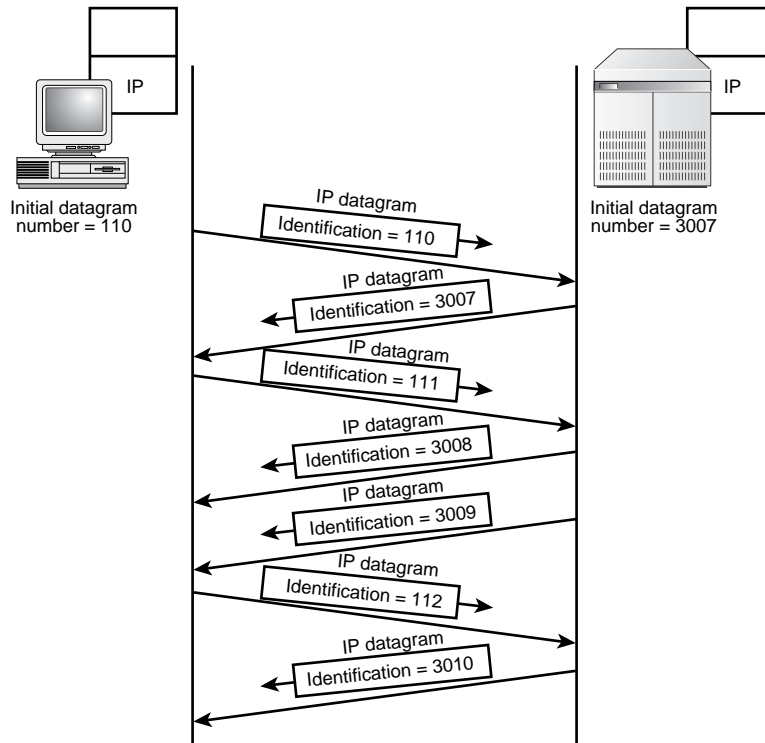 IP
IP
Initial datagram
number = 110
Initial datagram
number = 3007
IP datagram
Identification = 110
IP datagram
Identification = 3007
IP datagram
Identification = 111
IP datagram
Identification = 3008
IP datagram
Identification = 3009
IP datagram
Identification = 112
IP datagram
Identification = 3010